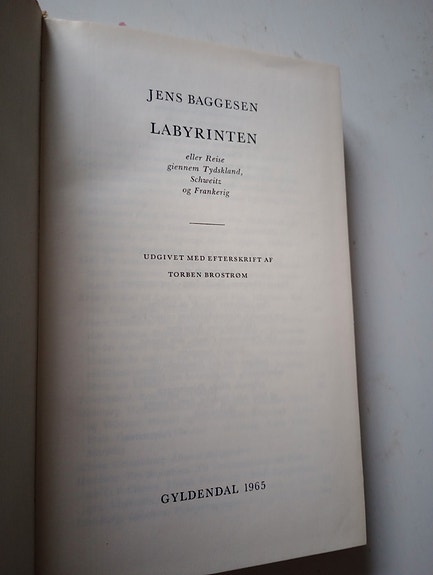 JENS BAGGESEN
LABYRINTEN
eller Reise
giennem Tydskland,
Schweitz
og Frankerig
UDGIVET MED EFTERSKRIFT AF
TORBEN BROSTRØM
GYLDENDAL 1965